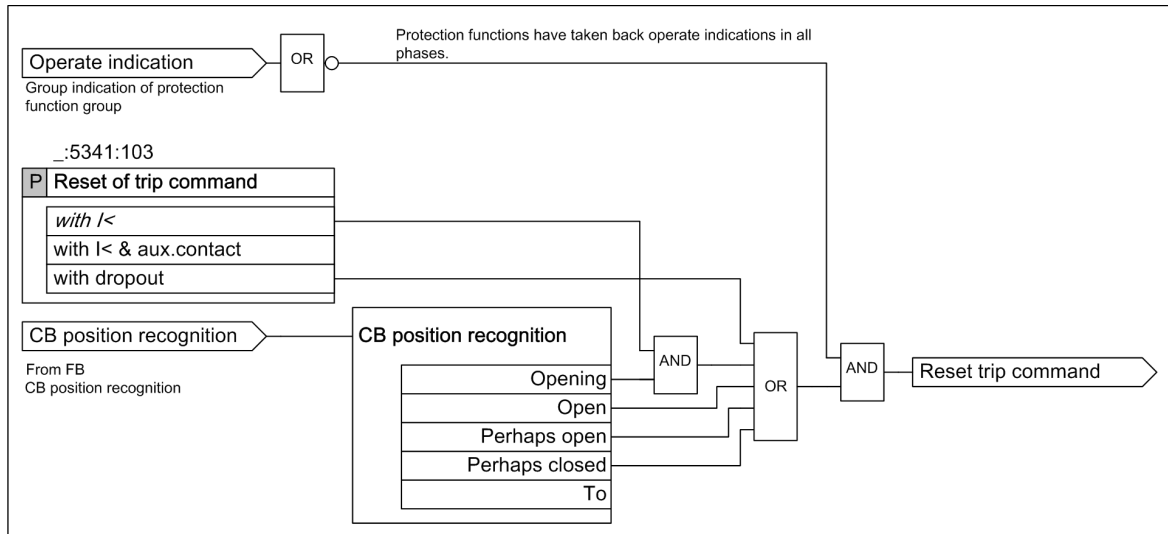 Operate indication
Group indication of protection
function group
OR
Protection functions have taken back operate indications in all
phases.
_:5341:103
P Reset of trip command
with I<
with I< & aux.contact
with dropout
CB position recognition
From FB
CB position recognition
CB position recognition
Opening
Open
Perhaps open
Perhaps closed
To
AND
OR
AND
Reset trip command